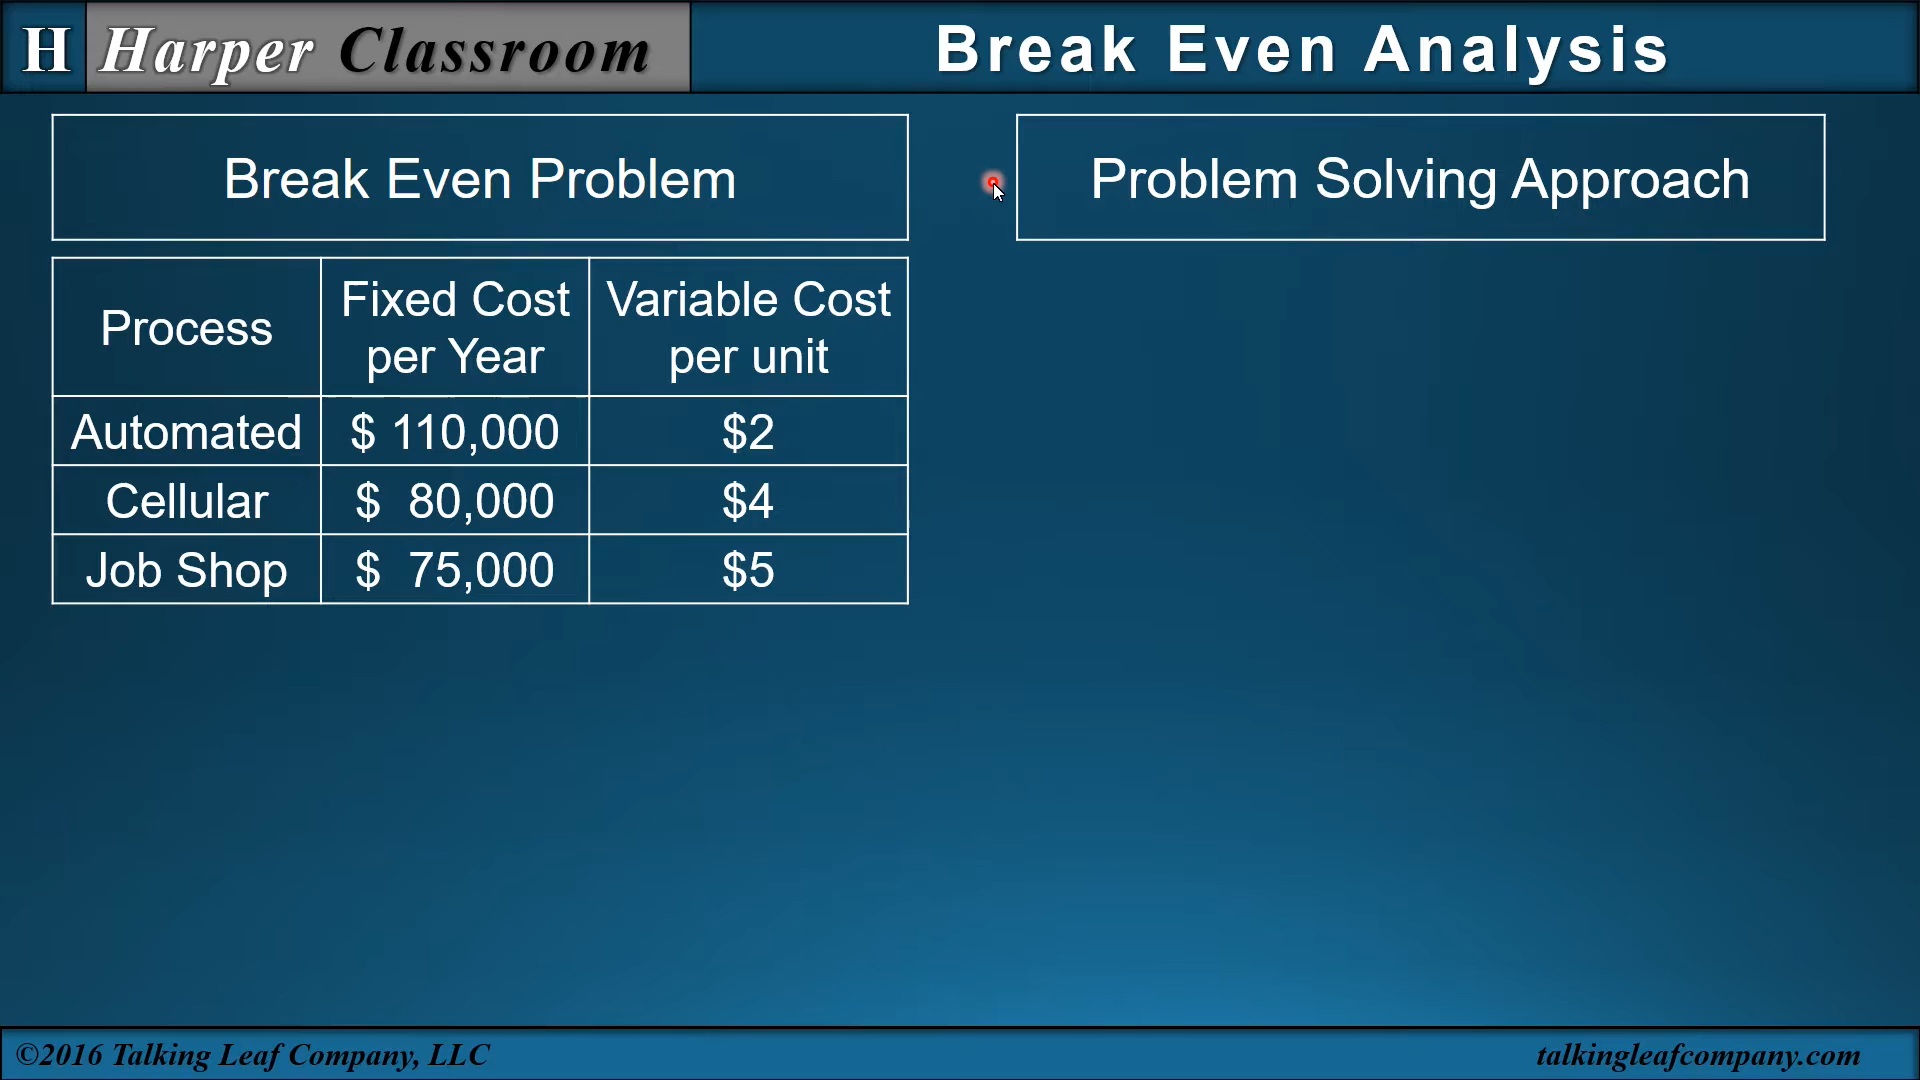 H Harper Classroom
Break Even Analysis
Break Even Problem
Problem Solving Approach
Process
Fixed Cost
per Year
Variable Cost
per unit
Automated
$ 110,000
$2
Cellular
$ 80,000
$4
Job Shop
$ 75,000
$5
©2016 Talking Leaf Company, LLC
talkingleafcompany.com